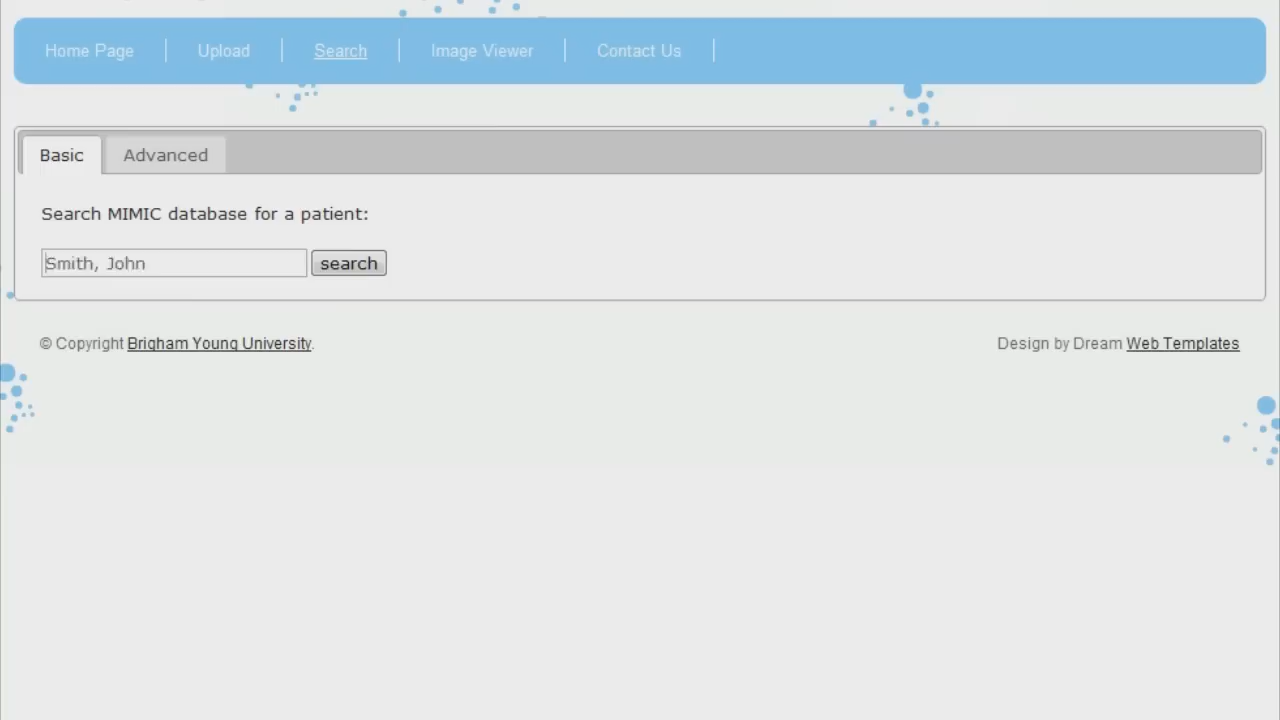 Home Page Upload Search Image Viewer Contact Us
Basic Advanced
Search MIMIC database for a patient:
Smith, John search
© Copyright Brigham Young University. Design by Dream Web Templates